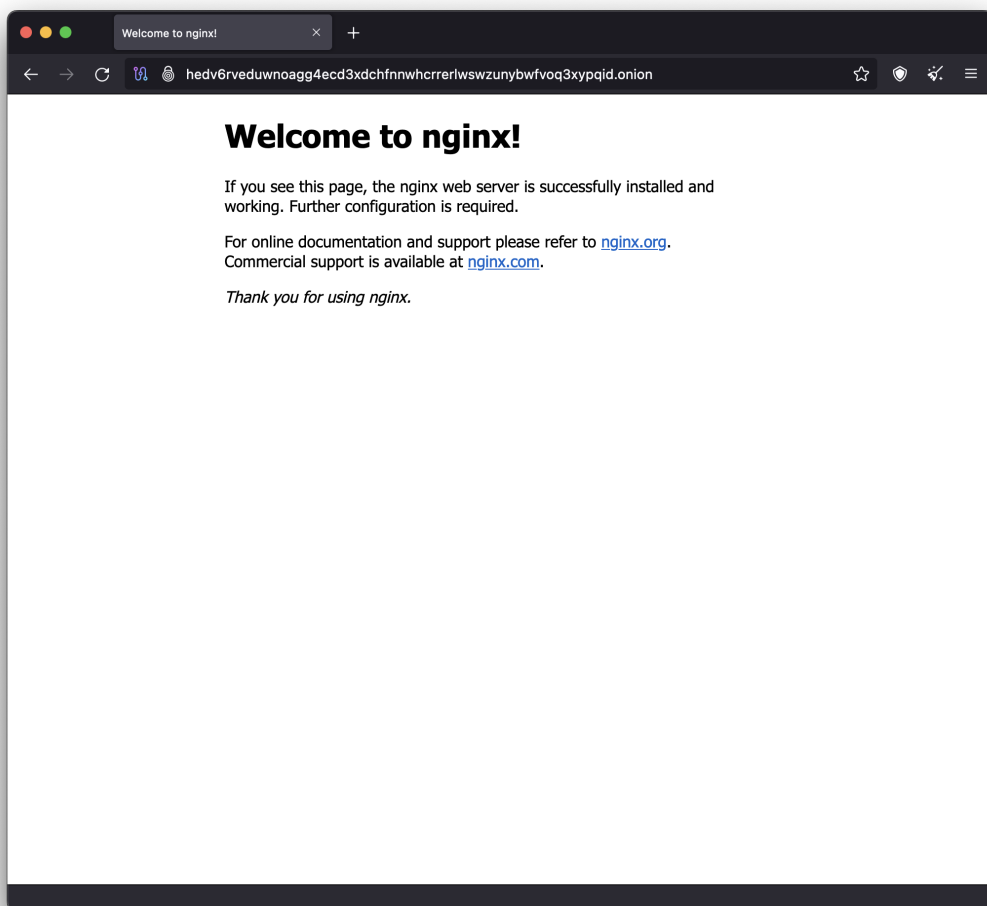 Welcome to nginx!
hedv6rveduwnoagg4ecd3xdchfnnwhcrrerlwswzunybwfvoq3xypqid.onion
Welcome to nginx!
If you see this page, the nginx web server is successfully installed and
working. Further configuration is required.
For online documentation and support please refer to nginx.org.
Commercial support is available at nginx.com.
Thank you for using nginx.